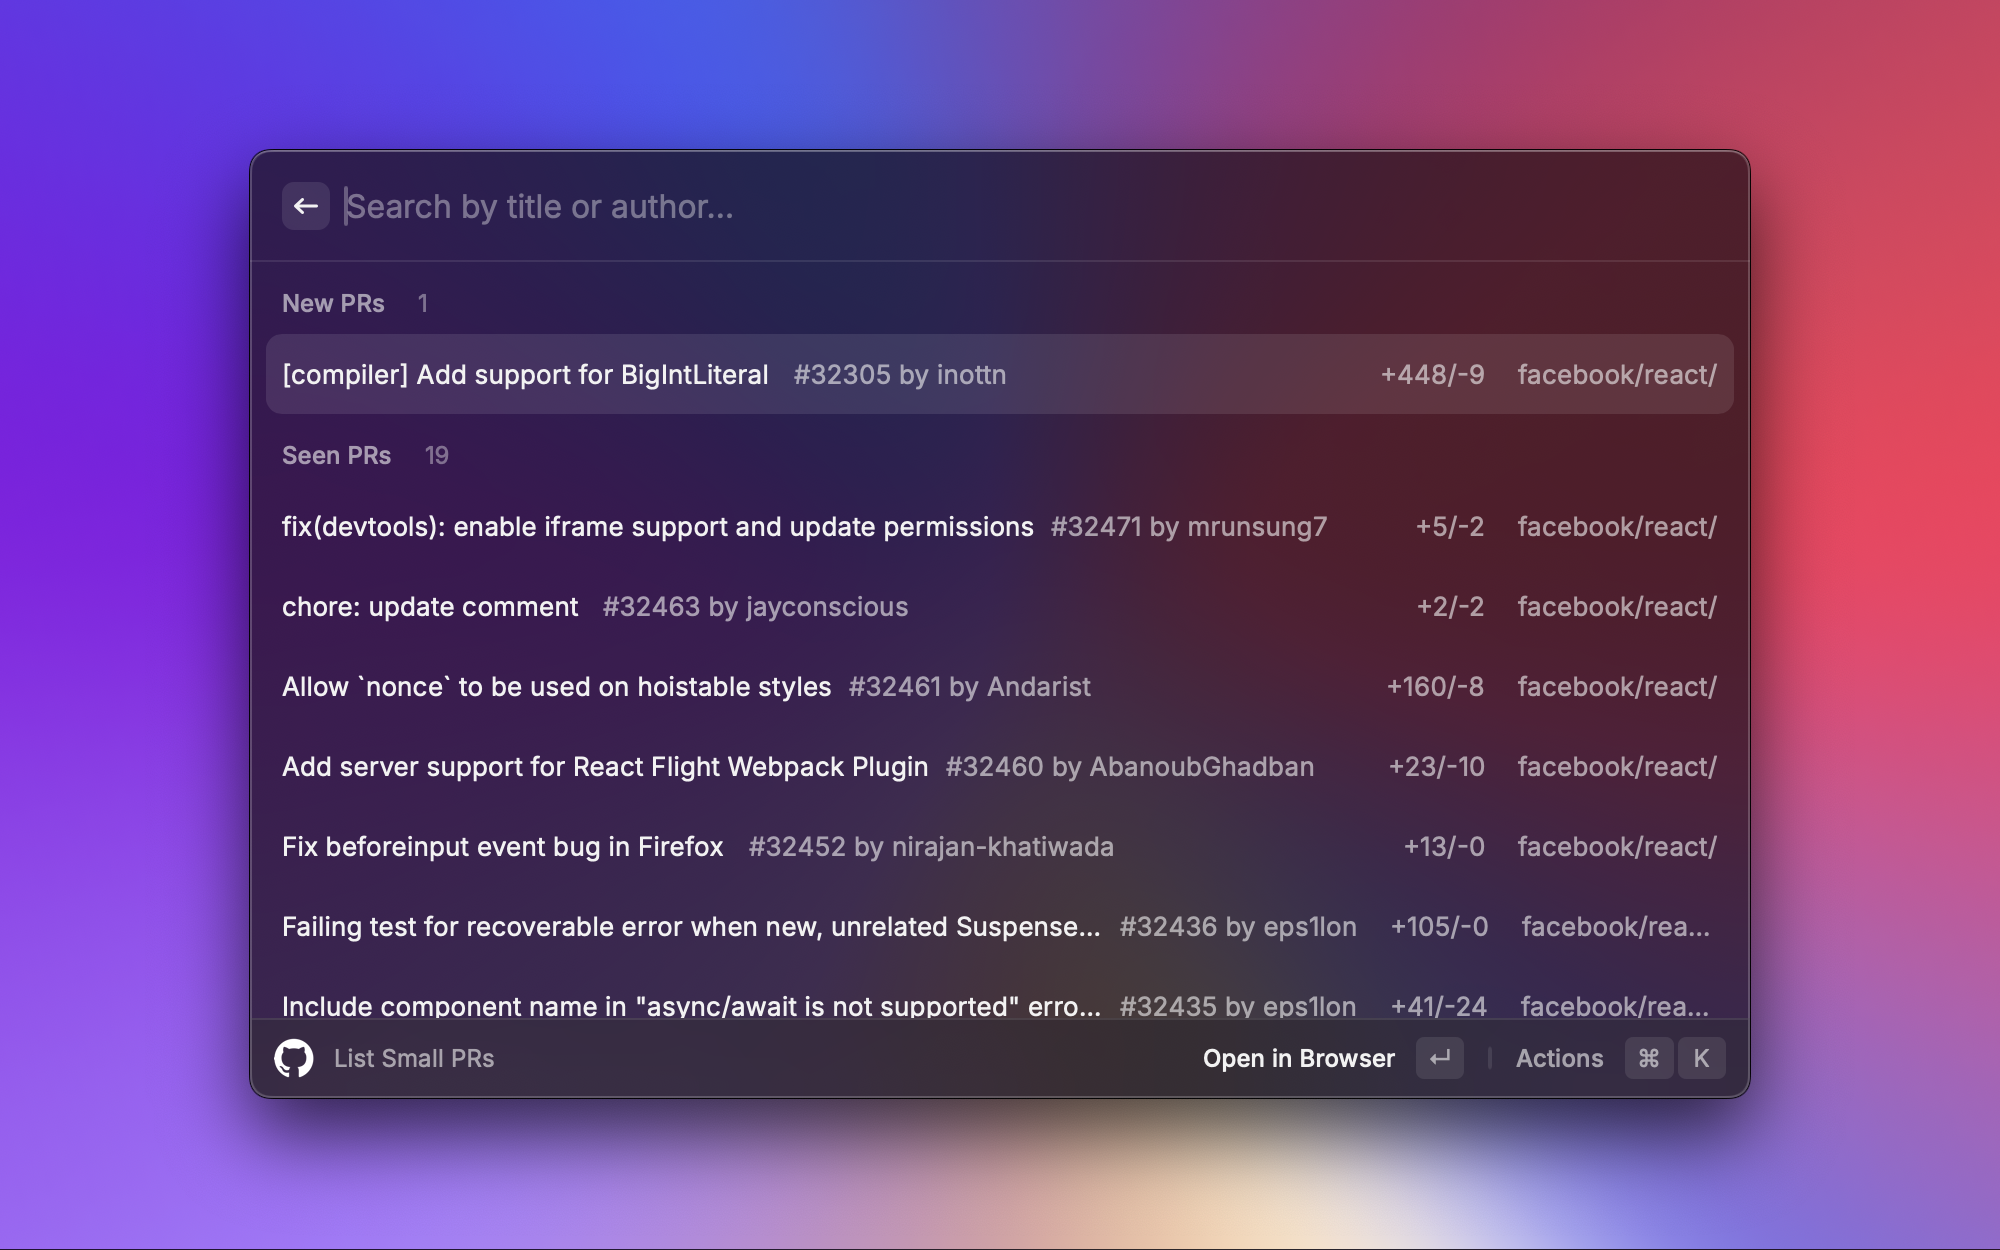 Search by title or author...
New PRs 1
[compiler] Add support for BigIntLiteral #32305 by inottn +448/-9 facebook/react/
Seen PRs 19
fix(devtools): enable iframe support and update permissions #32471 by mrunsung7 +5/-2 facebook/react/
chore: update comment #32463 by jayconscious +2/-2 facebook/react/
Allow `nonce` to be used on hoistable styles #32461 by Andarist +160/-8 facebook/react/
Add server support for React Flight Webpack Plugin #32460 by AbanoubGhadban +23/-10 facebook/react/
Fix beforeinput event bug in Firefox #32452 by nirajan-khatiwada +13/-0 facebook/react/
Failing test for recoverable error when new, unrelated Suspense... #32436 by eps1lon +105/-0 facebook/rea...
Include component name in "async/await is not supported" erro... #32435 by eps1lon +41/-24 facebook/rea...
List Small PRs Open in Browser ↵ Actions ⌘ K